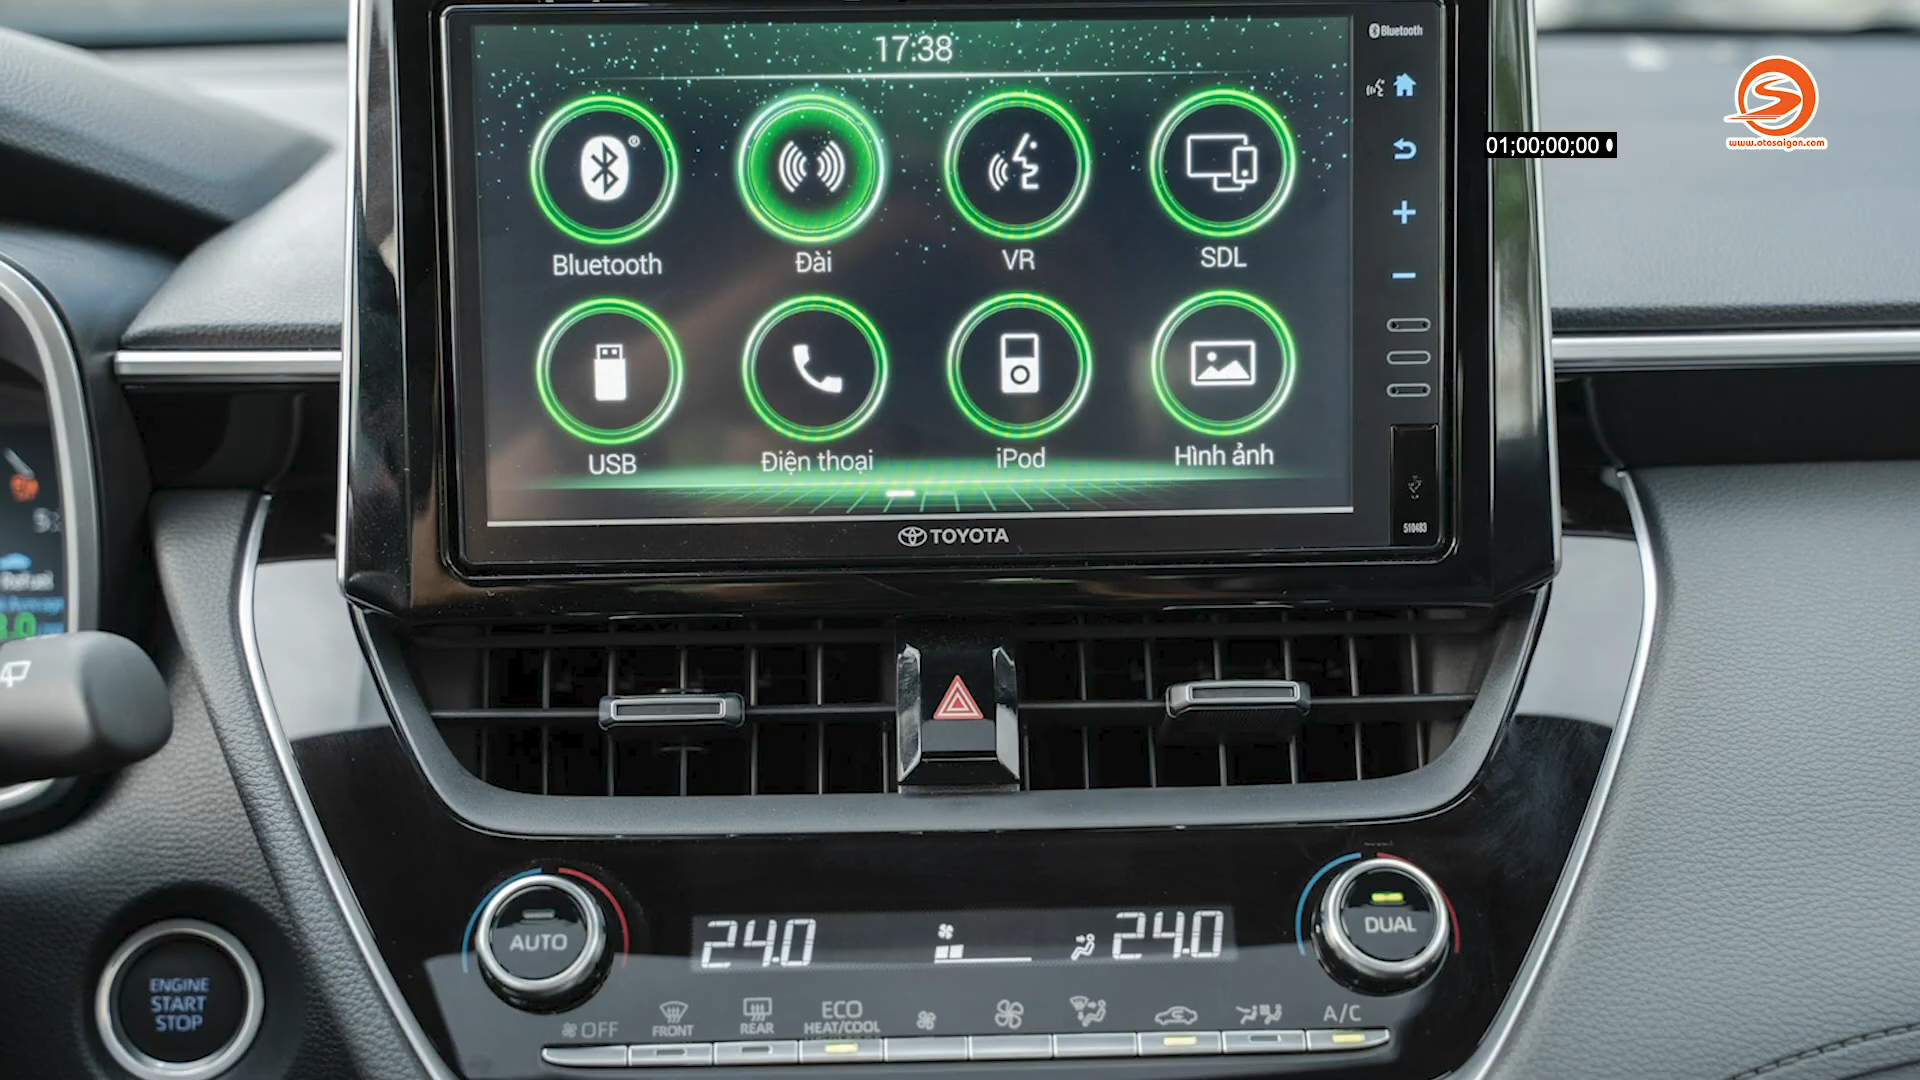 17:38
Bluetooth
www.otosaigon.com
01;00;00;00
Bluetooth
Đài
VR
SDL
USB
Điện thoại
iPod
Hình ảnh
TOYOTA
510483
AUTO
24.0
24.0
DUAL
ENGINE
START
STOP
OFF
FRONT
REAR
ECO
HEAT/COOL
A/C